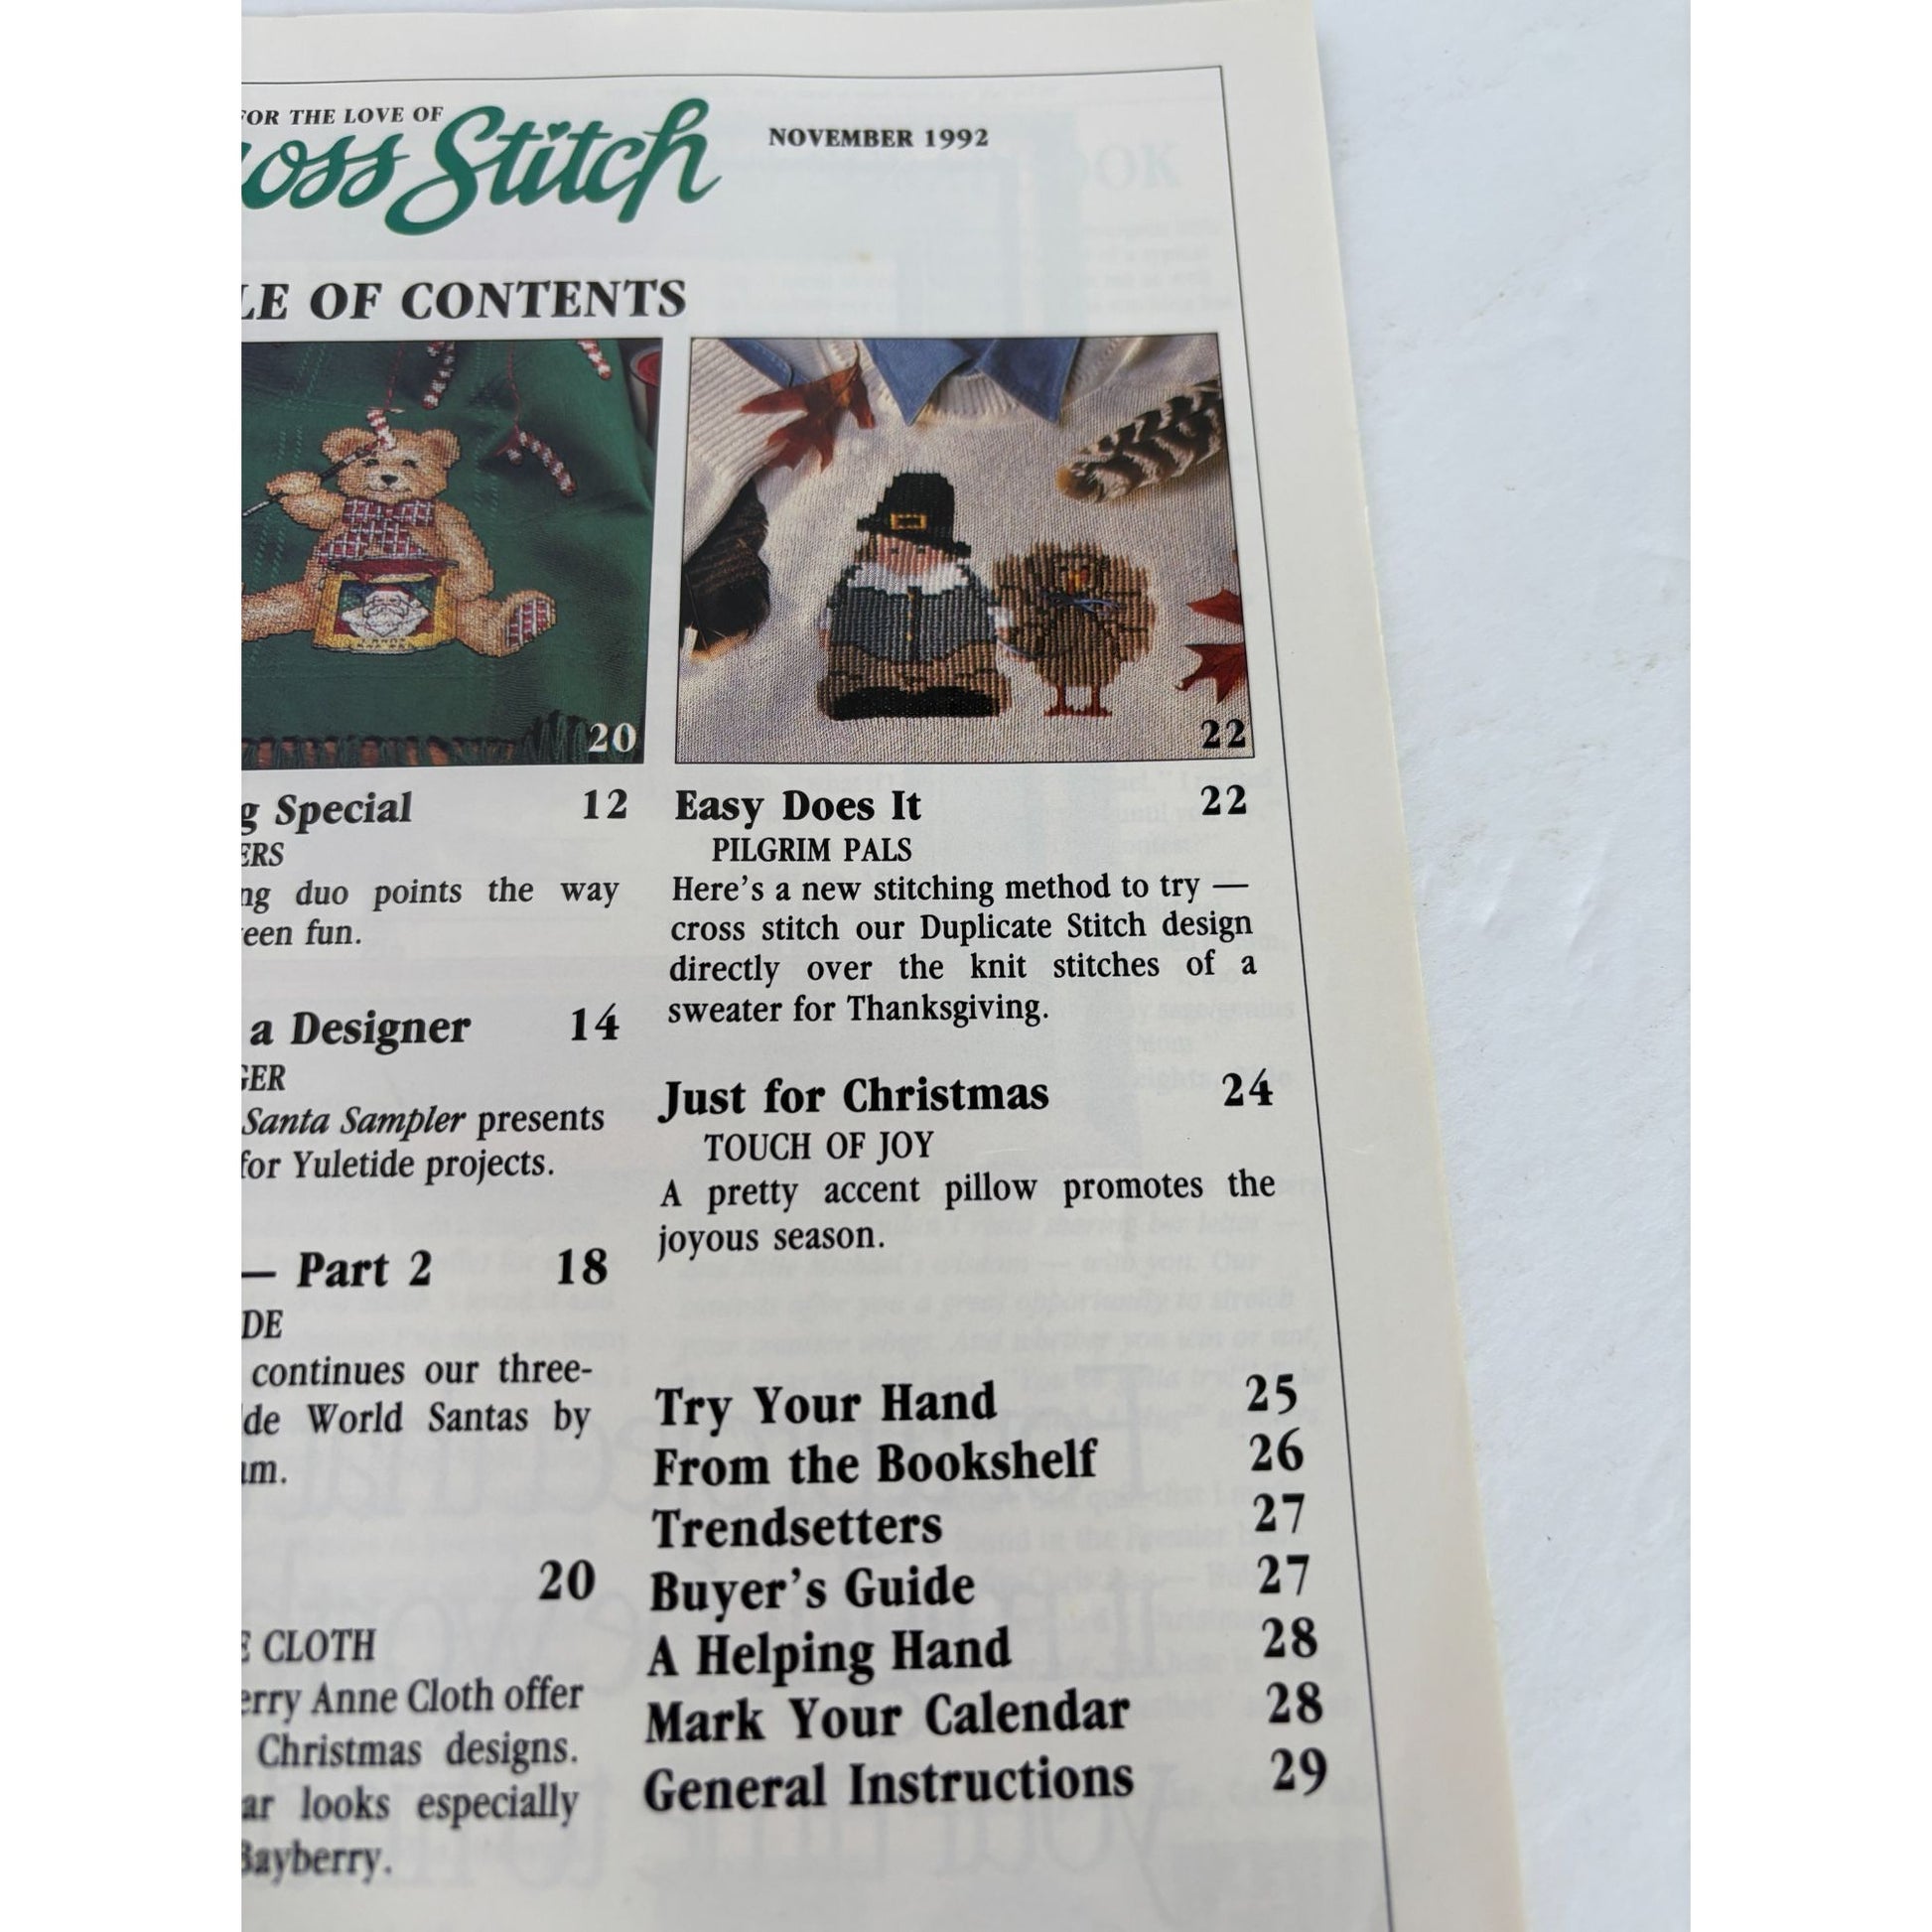 FOR THE LOVE OF
oss Stitch
NOVEMBER 1992
LE OF CONTENTS
20
22
g Special 12
ERS
ng duo points the way
een fun.
a Designer 14
GER
Santa Sampler presents
for Yuletide projects.
— Part 2 18
DE
continues our three-
de World Santas by
um.
20
E CLOTH
erry Anne Cloth offer
Christmas designs.
ar looks especially
Bayberry.
Easy Does It 22
PILGRIM PALS
Here's a new stitching method to try —
cross stitch our Duplicate Stitch design
directly over the knit stitches of a
sweater for Thanksgiving.
Just for Christmas 24
TOUCH OF JOY
A pretty accent pillow promotes the
joyous season.
Try Your Hand 25
From the Bookshelf 26
Trendsetters 27
Buyer's Guide 27
A Helping Hand 28
Mark Your Calendar 28
General Instructions 29